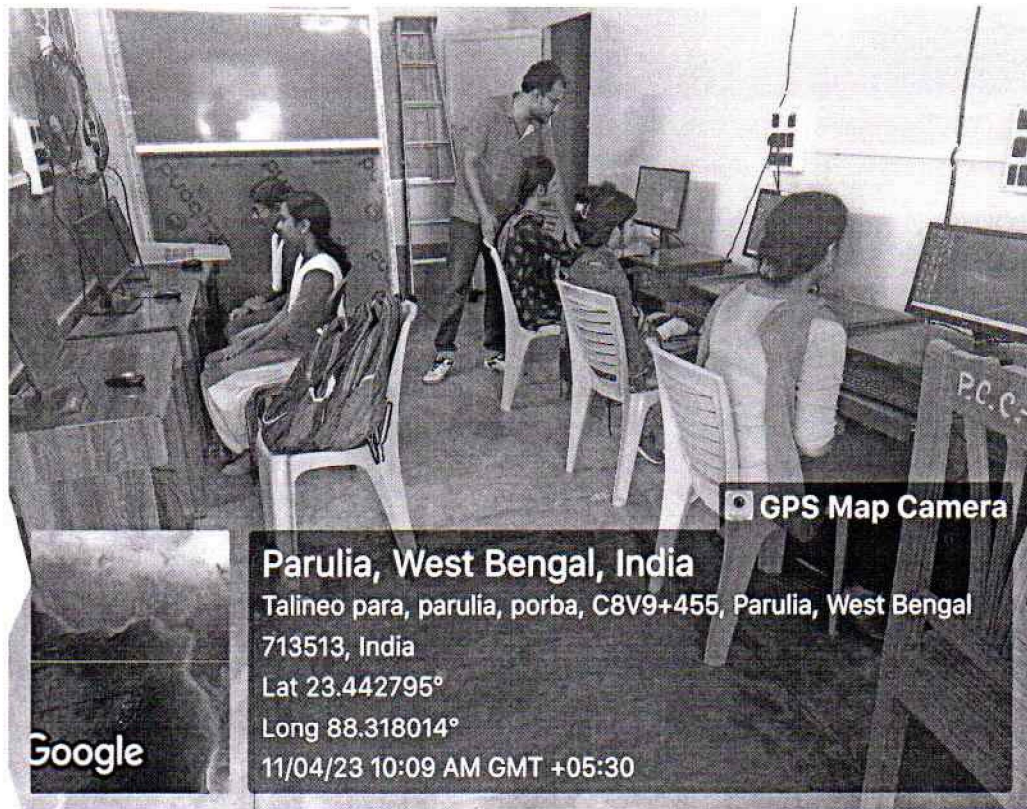 P.C.C.
GPS Map Camera
Parulia, West Bengal, India
Talineo para, parulia, porba, C8V9+455, Parulia, West Bengal
713513, India
Lat 23.442795°
Long 88.318014°
11/04/23 10:09 AM GMT +05:30
Google